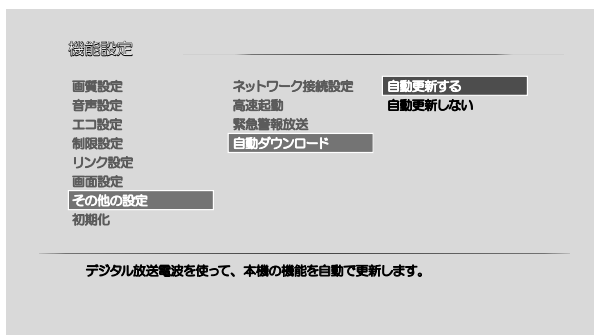 機能設定
画質設定
音声設定
エコ設定
制限設定
リンク設定
画面設定
その他の設定
初期化
ネットワーク接続設定
高速起動
緊急警報放送
自動ダウンロード
自動更新する
自動更新しない
デジタル放送電波を使って、本機の機能を自動で更新します。